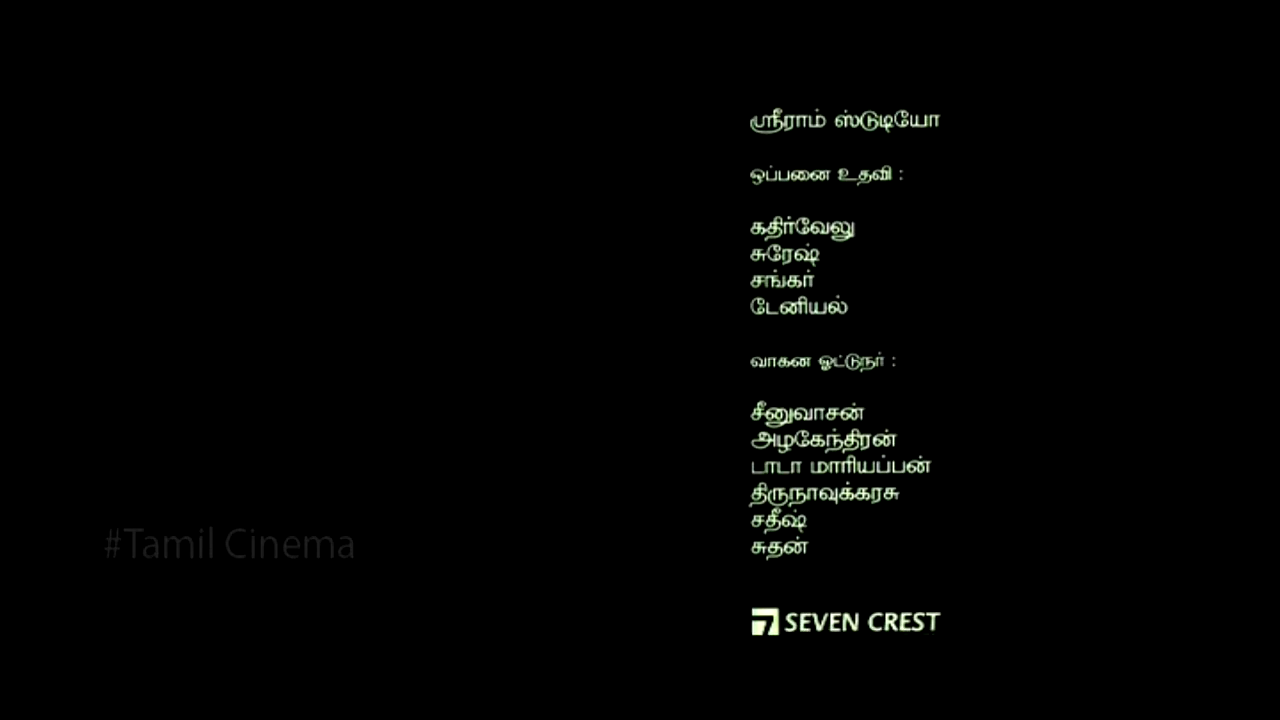 ஸ்ரீராம் ஸ்டுடியோ
ஒப்பனை உதவி :
கதிர்வேலு
சுரேஷ்
சங்கர்
டேனியல்
வாகன ஓட்டுநர் :
சீனுவாசன்
அழகேந்திரன்
டாடா மாரியப்பன்
திருநாவுக்கரசு
சதீஷ்
சுதன்
#Tamil Cinema
7 SEVEN CREST